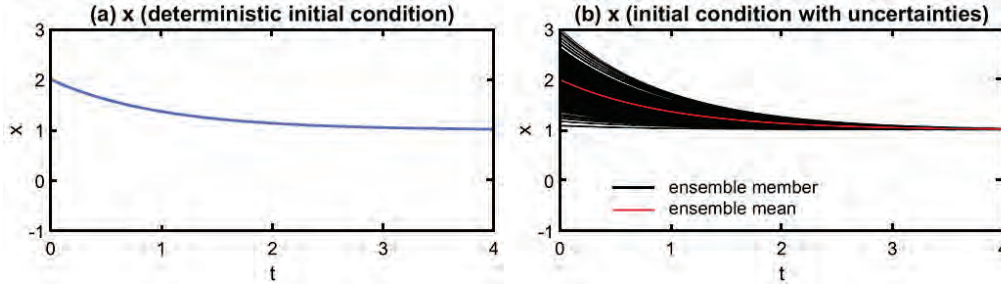 (a) x (deterministic initial condition)
3
2
1
0
-1
x
0 1 2 3 4
t
(b) x (initial condition with uncertainties)
3
2
1
0
-1
x
ensemble member
ensemble mean
0 1 2 3 4
t